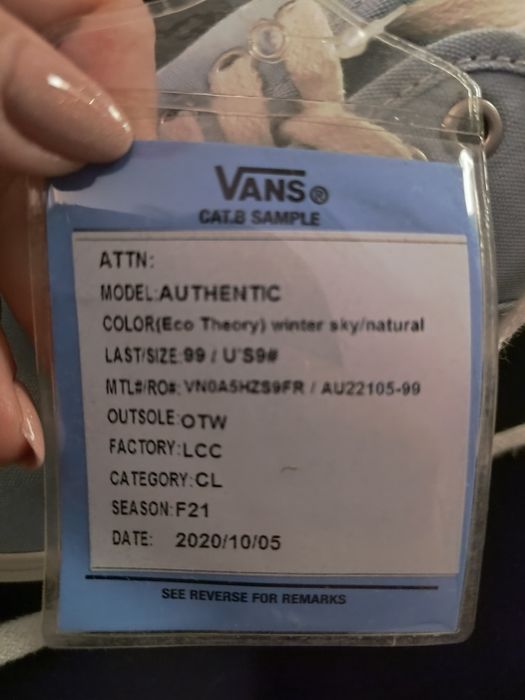 VANS®
CAT.B SAMPLE
ATTN:
MODEL:AUTHENTIC
COLOR(Eco Theory) winter sky/natural
LAST/SIZE:99 / U'S9#
MTL#/RO#:VN0A5HZS9FR / AU22105-99
OUTSOLE:OTW
FACTORY:LCC
CATEGORY:CL
SEASON:F21
DATE: 2020/10/05
SEE REVERSE FOR REMARKS